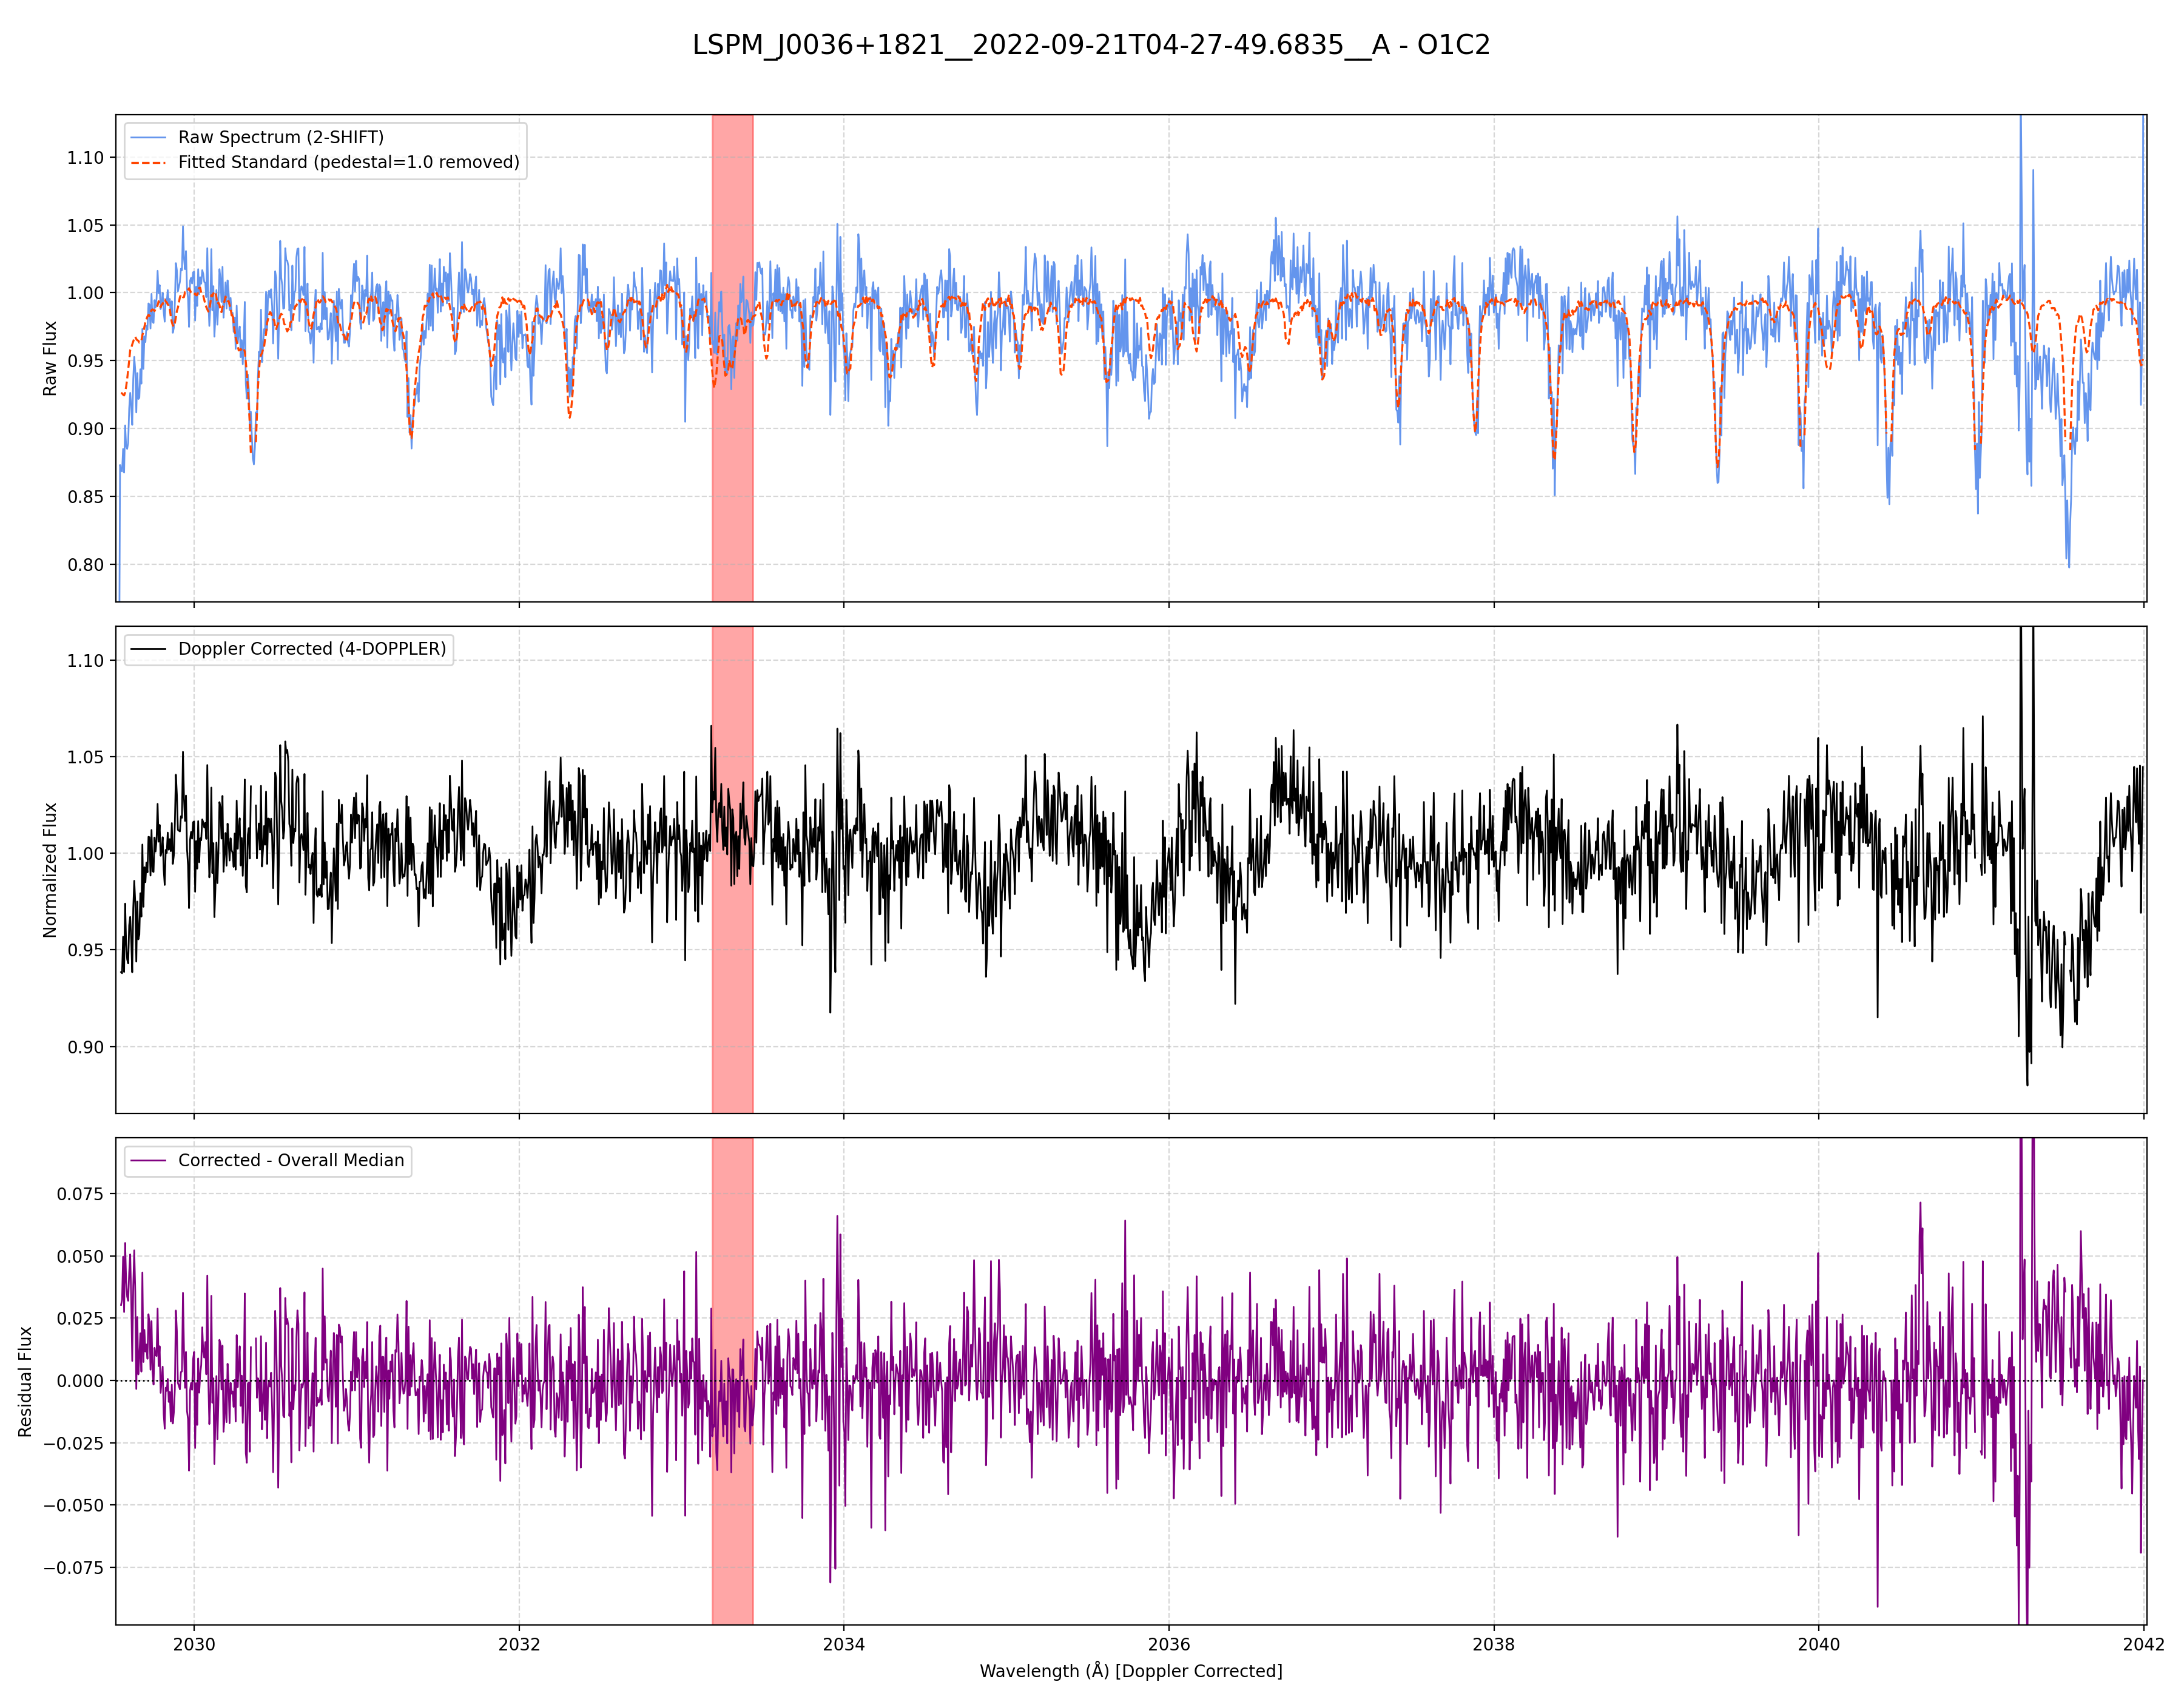 LSPM_J0036+1821__2022-09-21T04-27-49.6835__A - O1C2
Raw Spectrum (2-SHIFT)
Fitted Standard (pedestal=1.0 removed)
1.10
1.05
1.00
0.95
0.90
0.85
0.80
Raw Flux
Doppler Corrected (4-DOPPLER)
1.10
1.05
1.00
0.95
0.90
Normalized Flux
Corrected - Overall Median
0.075
0.050
0.025
0.000
−0.025
−0.050
−0.075
Residual Flux
2030 2032 2034 2036 2038 2040 2042
Wavelength (Å) [Doppler Corrected]